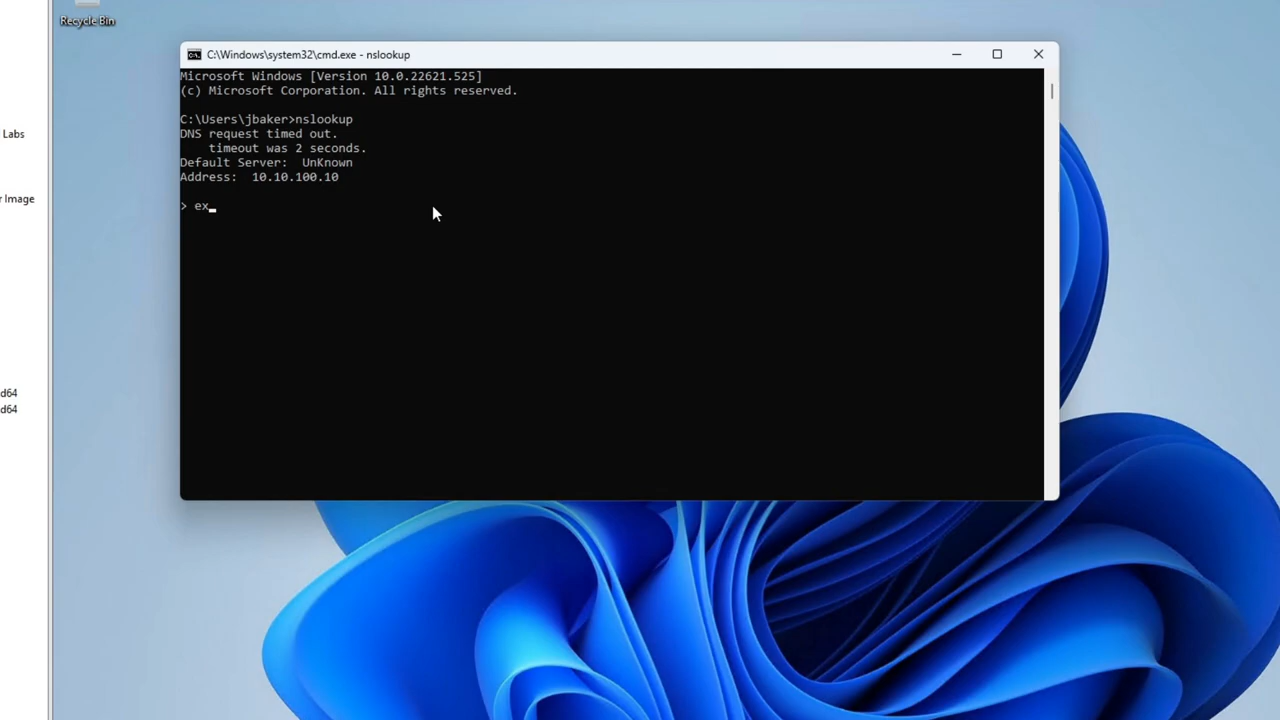 Recycle Bin
C:\Windows\system32\cmd.exe - nslookup
Microsoft Windows [Version 10.0.22621.525]
(c) Microsoft Corporation. All rights reserved.
C:\Users\jbaker>nslookup
DNS request timed out.
timeout was 2 seconds.
Default Server: UnKnown
Address: 10.10.100.10
> ex_
Labs
r Image
d64
d64